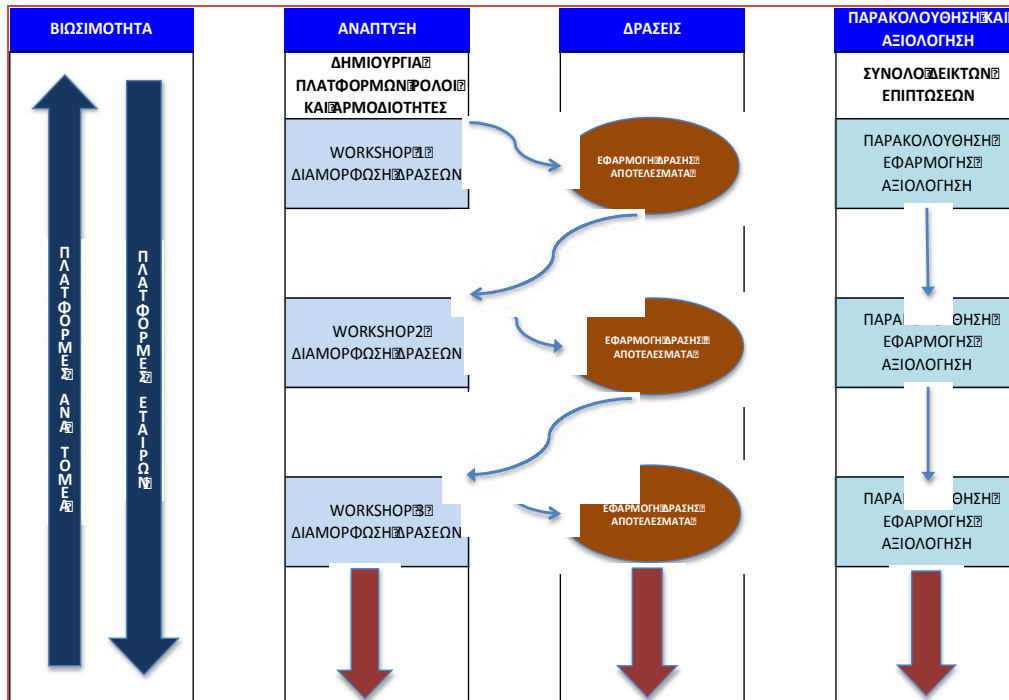 ΒΙΩΣΙΜΟΤΗΤΑ
ΠΛΑΤΦΟΡΜΕΣ ΑΝΑ ΤΟΜΕΑ
ΠΛΑΤΦΟΡΜΕΣ ΕΤΑΙΡΩΝ
ΑΝΑΠΤΥΞΗ
ΔΗΜΙΟΥΡΓΙΑ
ΠΛΑΤΦΟΡΜΩΝ ΡΟΛΟΙ
ΚΑΙ ΑΡΜΟΔΙΟΤΗΤΕΣ
WORKSHOP 1
ΔΙΑΜΟΡΦΩΣΗ ΔΡΑΣΕΩΝ
WORKSHOP2
ΔΙΑΜΟΡΦΩΣΗ ΔΡΑΣΕΩΝ
WORKSHOP 3
ΔΙΑΜΟΡΦΩΣΗ ΔΡΑΣΕΩΝ
ΔΡΑΣΕΙΣ
ΕΦΑΡΜΟΓΗ ΔΡΑΣΗΣ
ΑΠΟΤΕΛΕΣΜΑΤΑ
ΕΦΑΡΜΟΓΗ ΔΡΑΣΗΣ
ΑΠΟΤΕΛΕΣΜΑΤΑ
ΕΦΑΡΜΟΓΗ ΔΡΑΣΗΣ
ΑΠΟΤΕΛΕΣΜΑΤΑ
ΠΑΡΑΚΟΛΟΥΘΗΣΗ ΚΑΙ
ΑΞΙΟΛΟΓΗΣΗ
ΣΥΝΟΛΟ ΔΕΙΚΤΩΝ
ΕΠΙΠΤΩΣΕΩΝ
ΠΑΡΑΚΟΛΟΥΘΗΣΗ
ΕΦΑΡΜΟΓΗΣ
ΑΞΙΟΛΟΓΗΣΗ
ΕΦΑΡΜΟΓΗΣ
ΑΞΙΟΛΟΓΗΣΗ
ΕΦΑΡΜΟΓΗΣ
ΑΞΙΟΛΟΓΗΣΗ